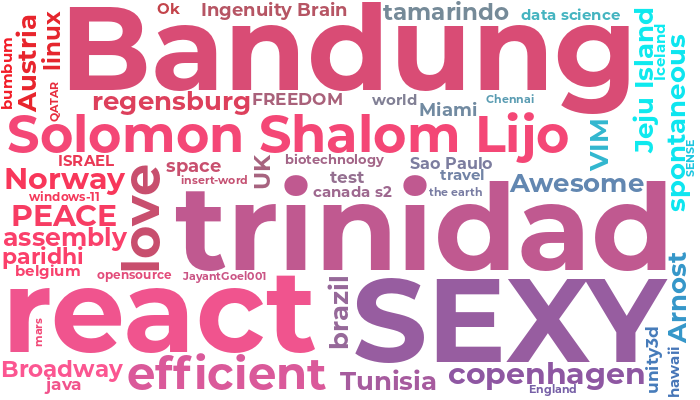 Ok
Ingenuity Brain
tamarindo
data science
bumbum
Austria
linux
QATAR
Bandung
Jeju Island
Iceland
spontaneous
SENSE
regensburg
FREEDOM
world
Miami
Chennai
Solomon Shalom Lijo
VIM
ISRAEL
space
UK
biotechnology
Sao Paulo
Norway
insert-word
test
travel
Awesome
windows-11
canada s2
the earth
PEACE
love
trinidad
assembly
paridhi
belgium
opensource
JayantGoel001
react
mars
brazil
SEXY
Arnost
Broadway
java
efficient
Tunisia
copenhagen
England
unity3d
hawaii